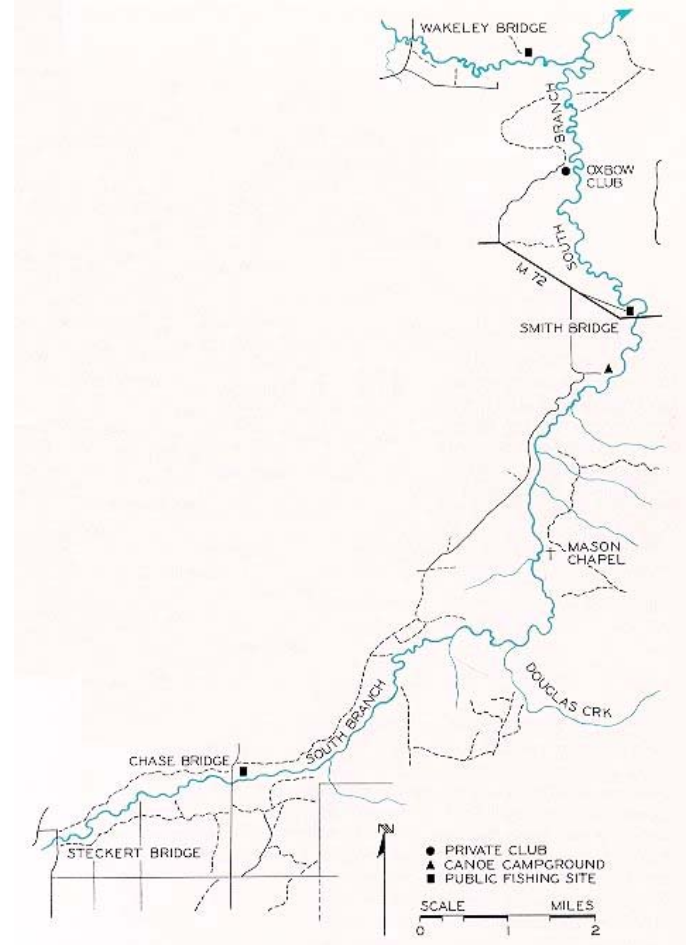 WAKELEY BRIDGE
BRANCH
OXBOW
CLUB
SOUTH
M 72
SMITH BRIDGE
MASON
CHAPEL
DOUGLAS CRK
SOUTH BRANCH
CHASE BRIDGE
STECKERT BRIDGE
N
PRIVATE CLUB
CANOE CAMPGROUND
PUBLIC FISHING SITE
SCALE MILES
0 1 2